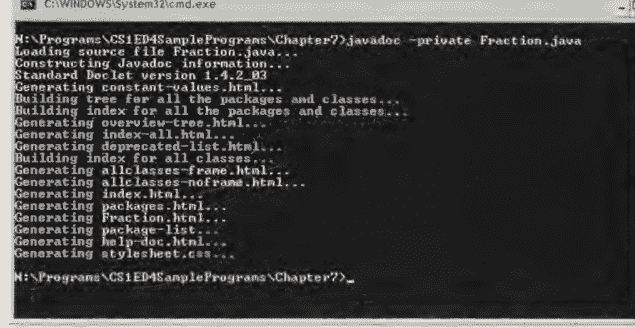 C:\WINDOWS\System32\cmd.exe
N:\Programs\CS1ED4SamplePrograms\Chapter7>javadoc -private Fraction.java
Loading source file Fraction.java...
Constructing Javadoc information...
Standard Doclet version 1.4.2_03
Generating constant-values.html...
Building tree for all the packages and classes...
Building index for all the packages and classes...
Generating overview-tree.html...
Generating index-all.html...
Generating deprecated-list.html...
Building index for all classes...
Generating allclasses-frame.html...
Generating allclasses-noframe.html...
Generating index.html...
Generating packages.html...
Generating Fraction.html...
Generating package-list...
Generating help-doc.html...
Generating stylesheet.css...
N:\Programs\CS1ED4SamplePrograms\Chapter7>_